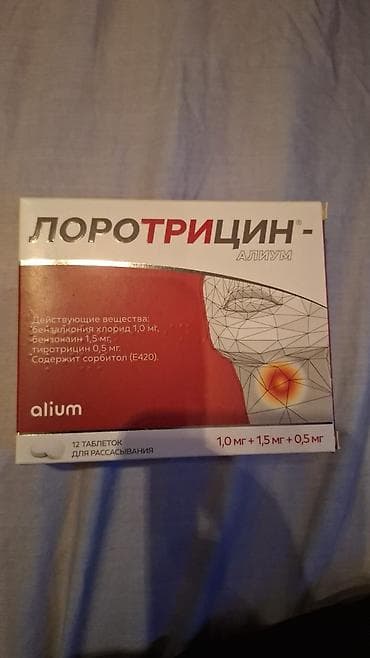 ЛОРОТРИЦИН®-
АЛИУМ
Действующие вещества:
бензалкония хлорид 1,0 мг,
бензокаин 1,5 мг,
тиротрицин 0,5 мг.
Содержит сорбитол (Е420).
alium
12 ТАБЛЕТОК
ДЛЯ РАССАСЫВАНИЯ
1,0 мг + 1,5 мг + 0,5 мг